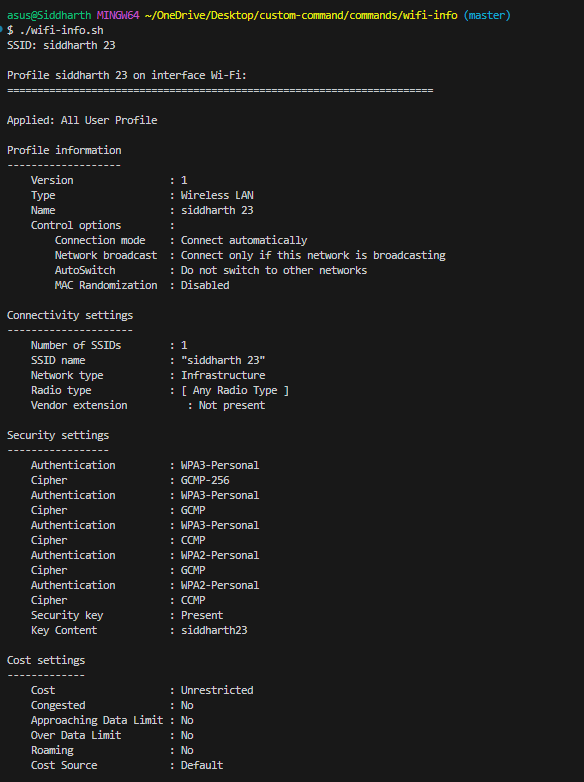 asus@Siddharth MINGW64 ~/OneDrive/Desktop/custom-command/commands/wifi-info (master)
$ ./wifi-info.sh
SSID: siddharth 23

Profile siddharth 23 on interface Wi-Fi:
=======================================================================

Applied: All User Profile

Profile information
-------------------
    Version                : 1
    Type                   : Wireless LAN
    Name                   : siddharth 23
    Control options        :
        Connection mode    : Connect automatically
        Network broadcast  : Connect only if this network is broadcasting
        AutoSwitch         : Do not switch to other networks
        MAC Randomization  : Disabled

Connectivity settings
---------------------
    Number of SSIDs        : 1
    SSID name              : "siddharth 23"
    Network type           : Infrastructure
    Radio type             : [ Any Radio Type ]
    Vendor extension          : Not present

Security settings
-----------------
    Authentication         : WPA3-Personal
    Cipher                 : GCMP-256
    Authentication         : WPA3-Personal
    Cipher                 : GCMP
    Authentication         : WPA3-Personal
    Cipher                 : CCMP
    Authentication         : WPA2-Personal
    Cipher                 : GCMP
    Authentication         : WPA2-Personal
    Cipher                 : CCMP
    Security key           : Present
    Key Content            : siddharth23

Cost settings
-------------
    Cost                   : Unrestricted
    Congested              : No
    Approaching Data Limit : No
    Over Data Limit        : No
    Roaming                : No
    Cost Source            : Default